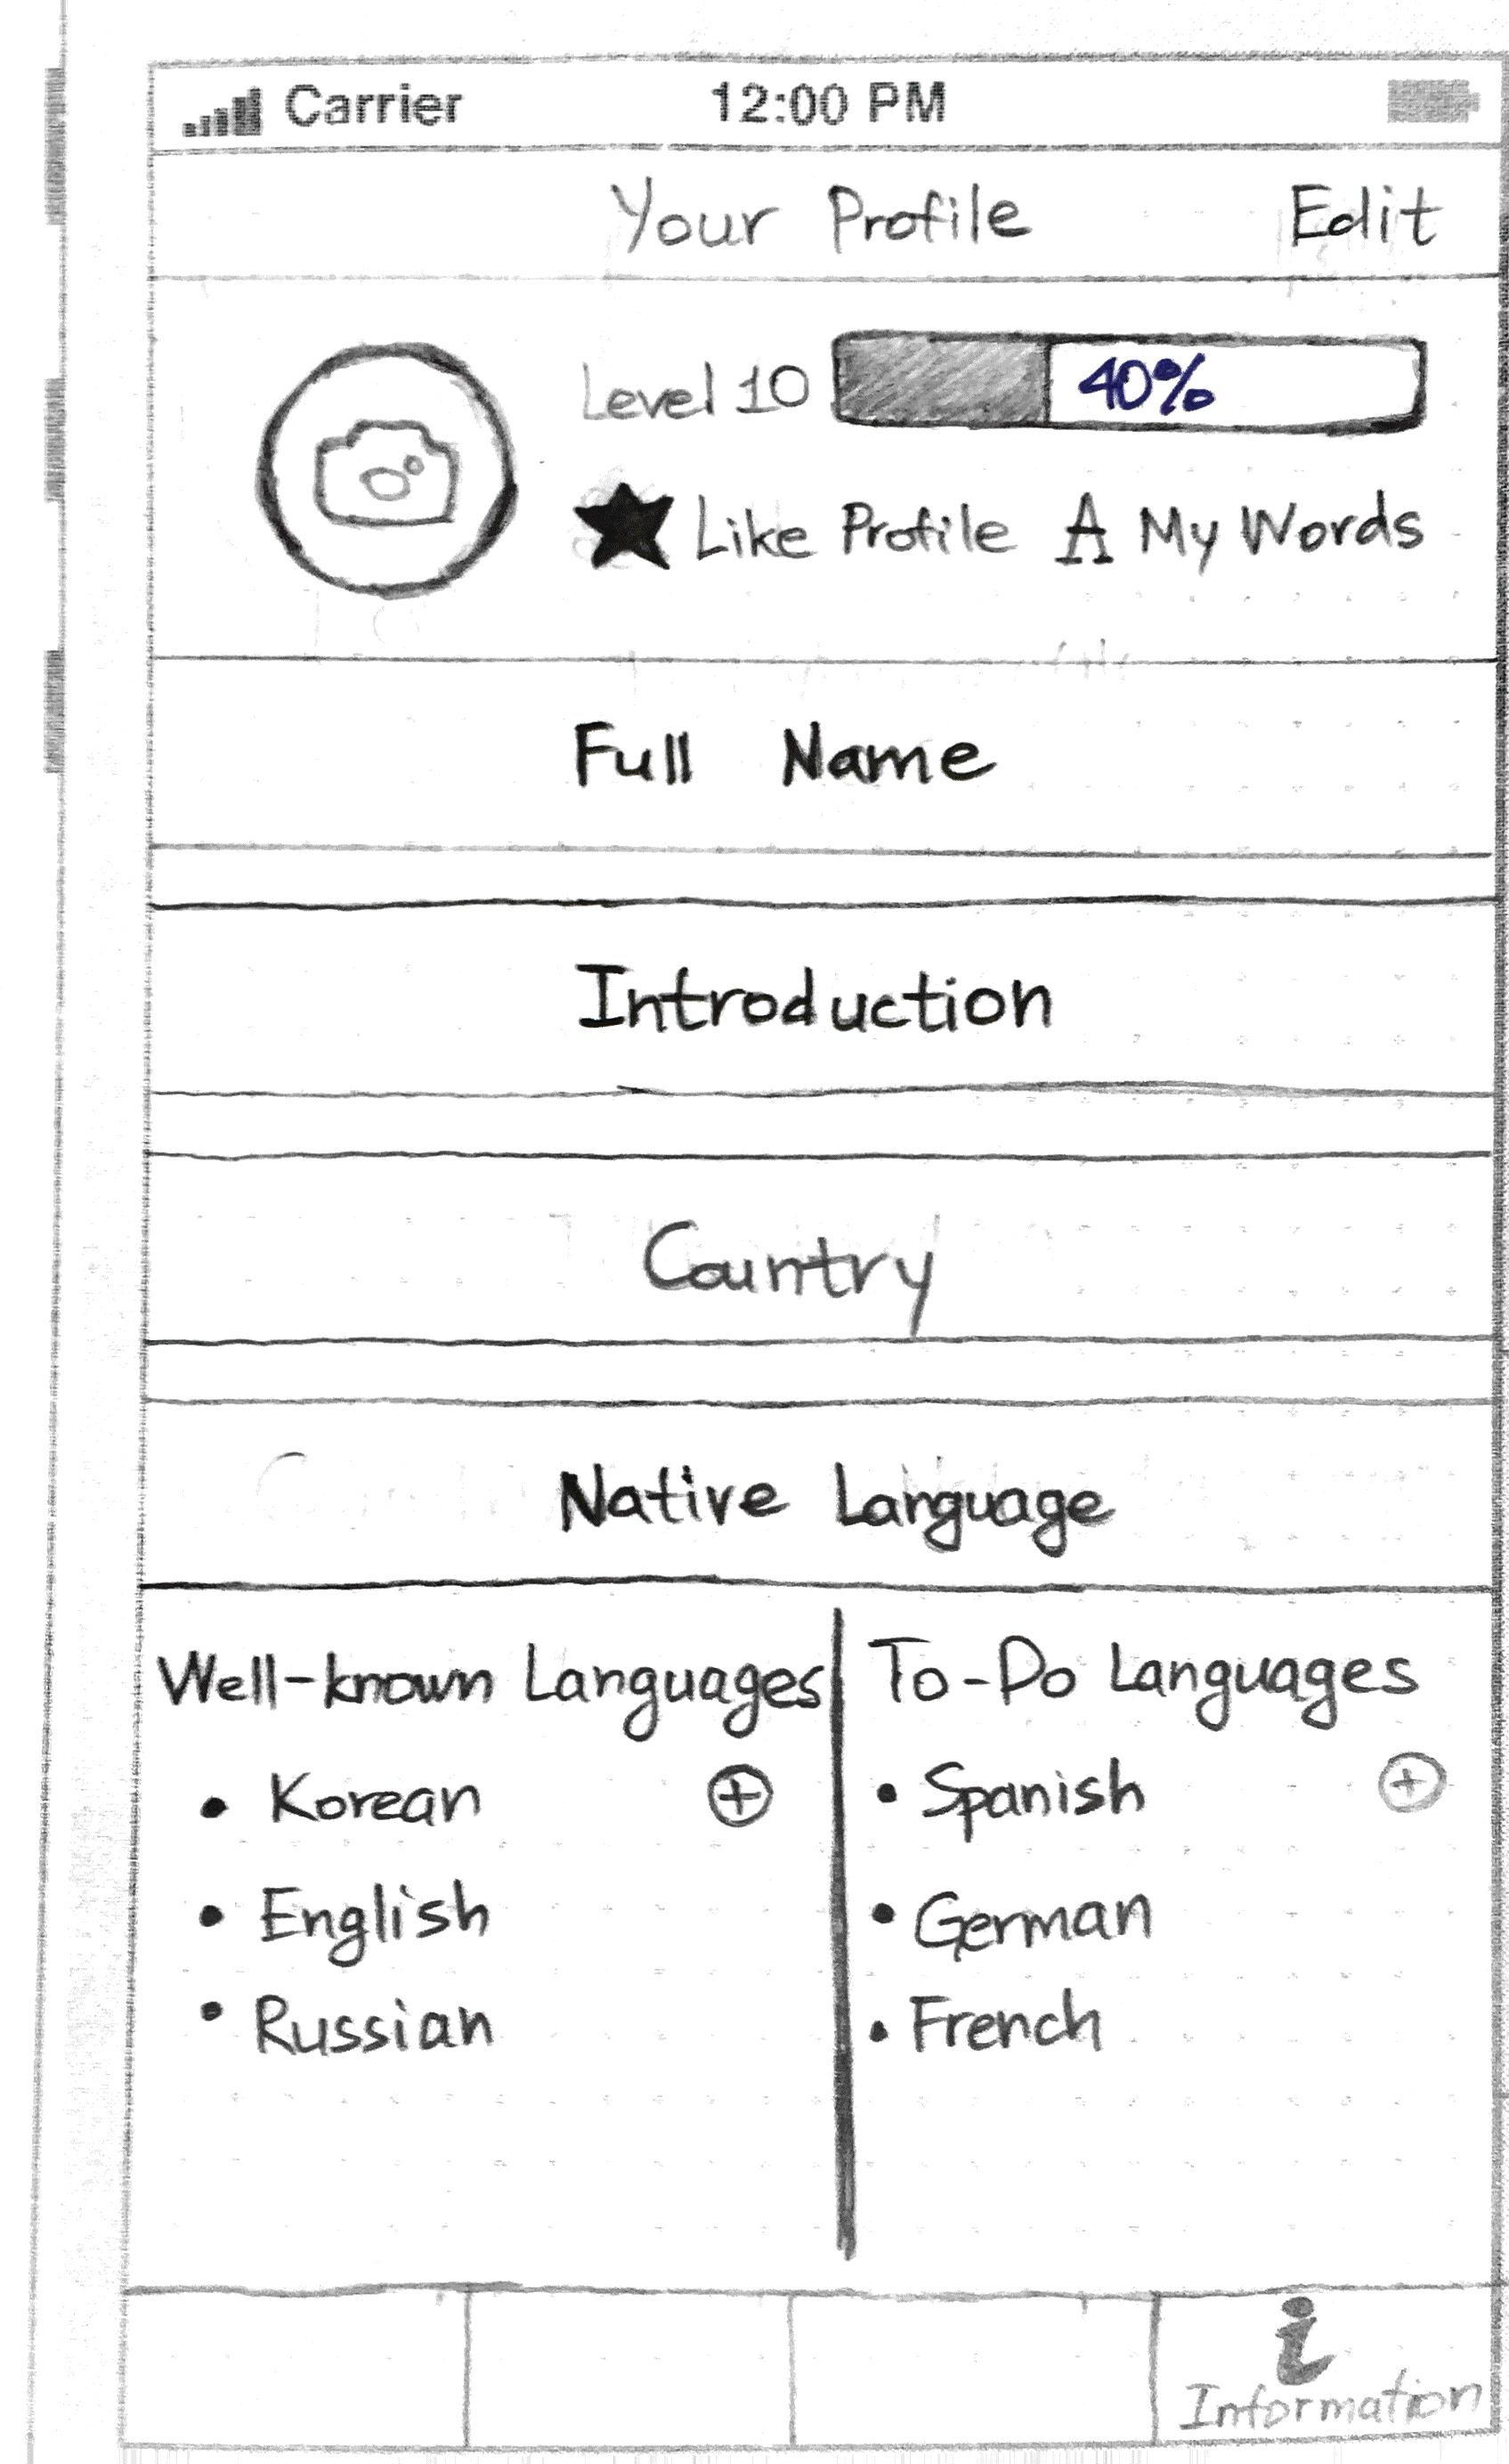 Carrier 12:00 PM
Your Profile Edit
Level 10 40%
Like Profile A My Words
Full Name
Introduction
Country
Native Language
Well-known Languages
• Korean
• English
• Russian
To-Do Languages
• Spanish
• German
• French
i
Information